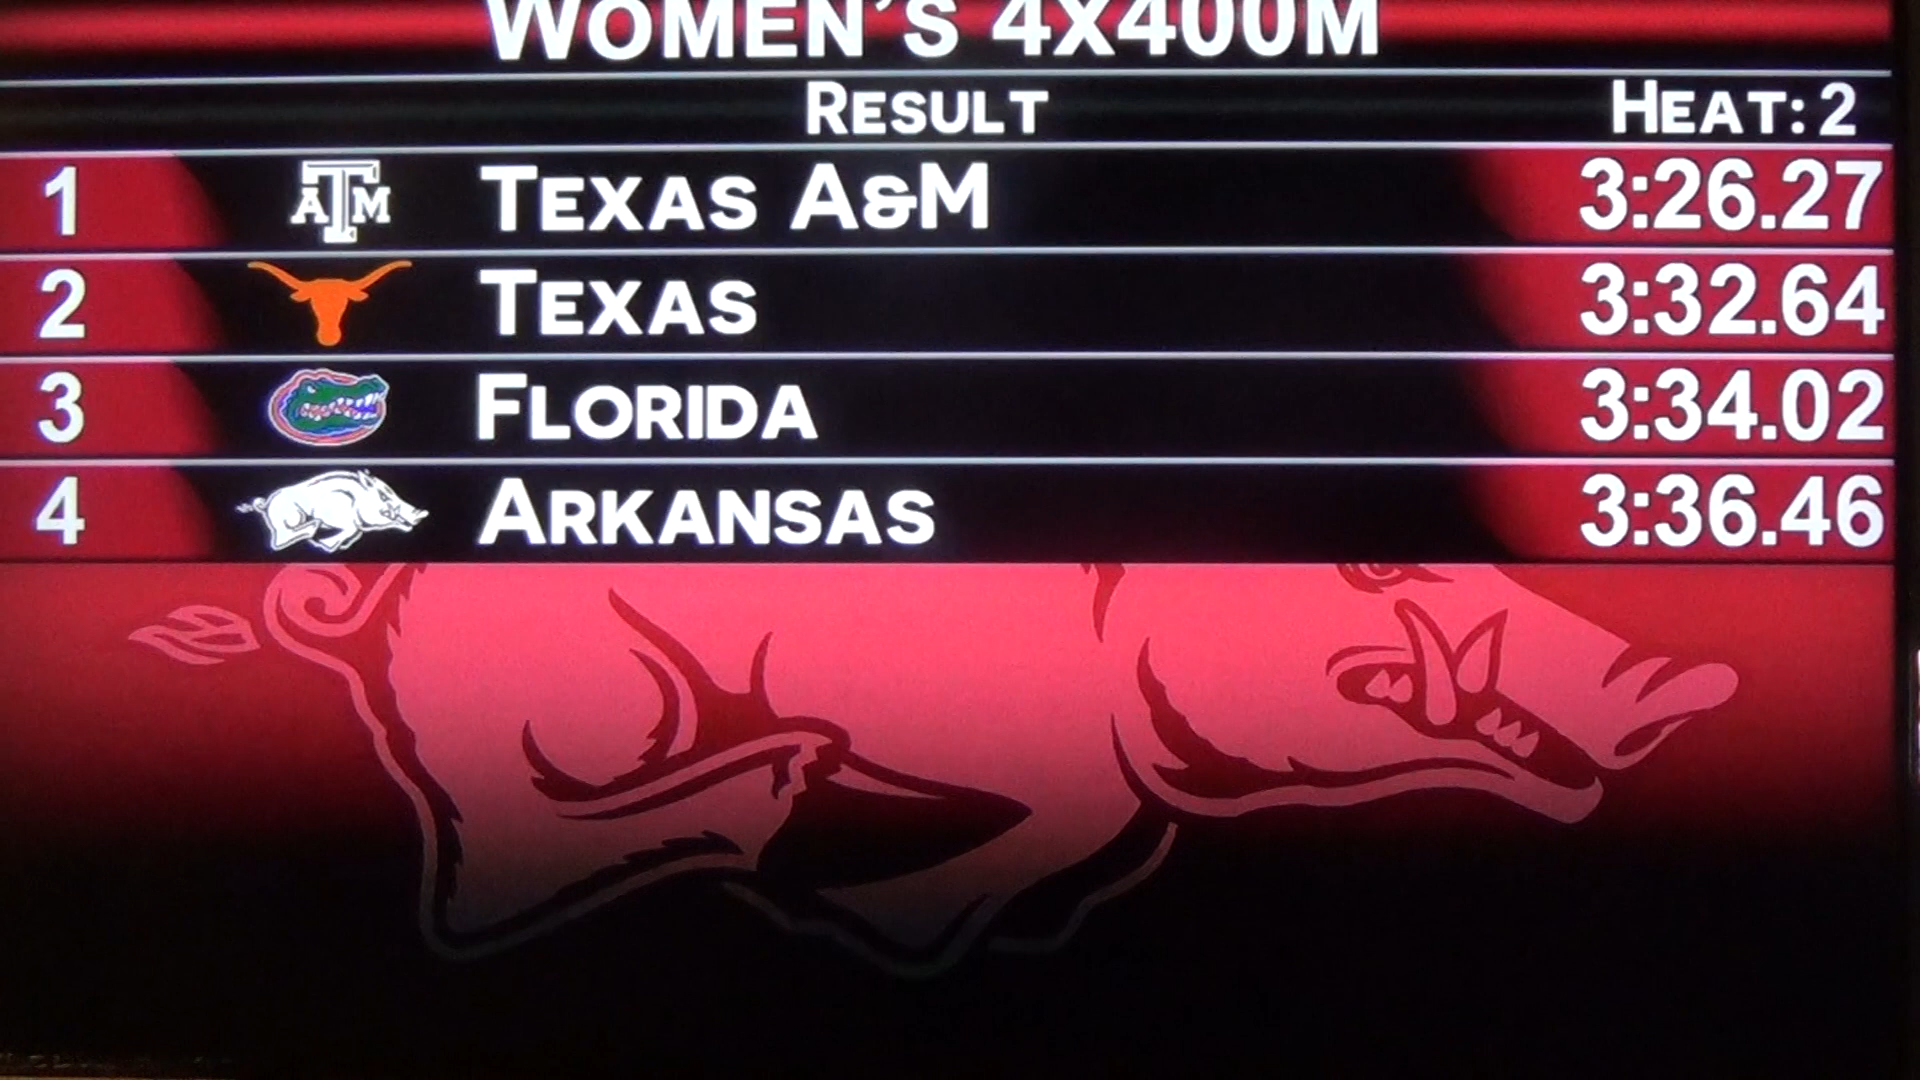 WOMEN'S 4X400M
RESULT HEAT: 2
1 ATM TEXAS A&M 3:26.27
2 TEXAS 3:32.64
3 FLORIDA 3:34.02
4 ARKANSAS 3:36.46